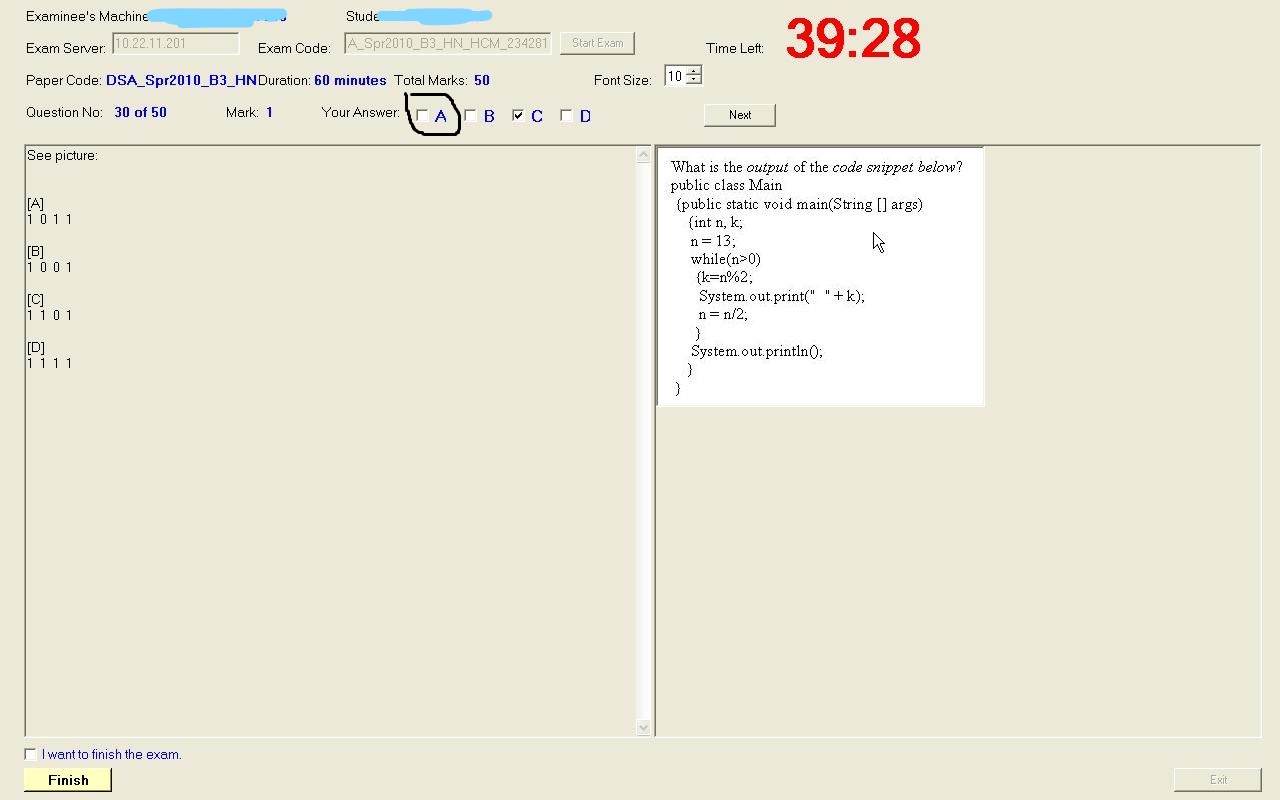 Examinee's Machine
Exam Server: 10.22.11.201 Exam Code: A_Spr2010_B3_HN_HCM_234281 Start Exam Time Left: 39:28
Paper Code: DSA_Spr2010_B3_HN Duration: 60 minutes Total Marks: 50 Font Size: 10
Question No: 30 of 50 Mark: 1 Your Answer: A B C D Next
See picture:
[A]
1 0 1 1
[B]
1 0 0 1
[C]
1 1 0 1
[D]
1 1 1 1
What is the output of the code snippet below?
public class Main
{public static void main(String [] args)
{int n, k;
n = 13;
while(n>0)
{k=n%2;
System.out.print("  " + k);
n = n/2;
}
System.out.println();
}
}
I want to finish the exam.
Finish Exit